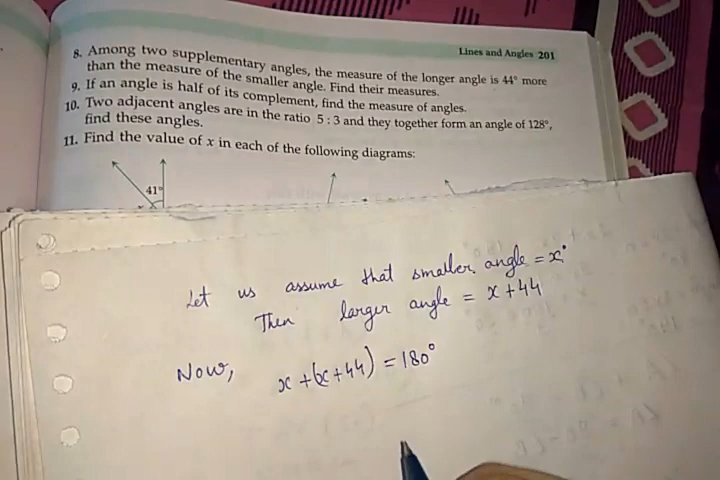 Lines and Angles 201
8. Among two supplementary angles, the measure of the longer angle is 44° more
than the measure of the smaller angle. Find their measures.
9. If an angle is half of its complement, find the measure of angles.
10. Two adjacent angles are in the ratio 5 : 3 and they together form an angle of 128°,
find these angles.
11. Find the value of x in each of the following diagrams:
41°
Let us assume that smaller angle = x°
Then larger angle = x + 44
Now, x + (x + 44) = 180°